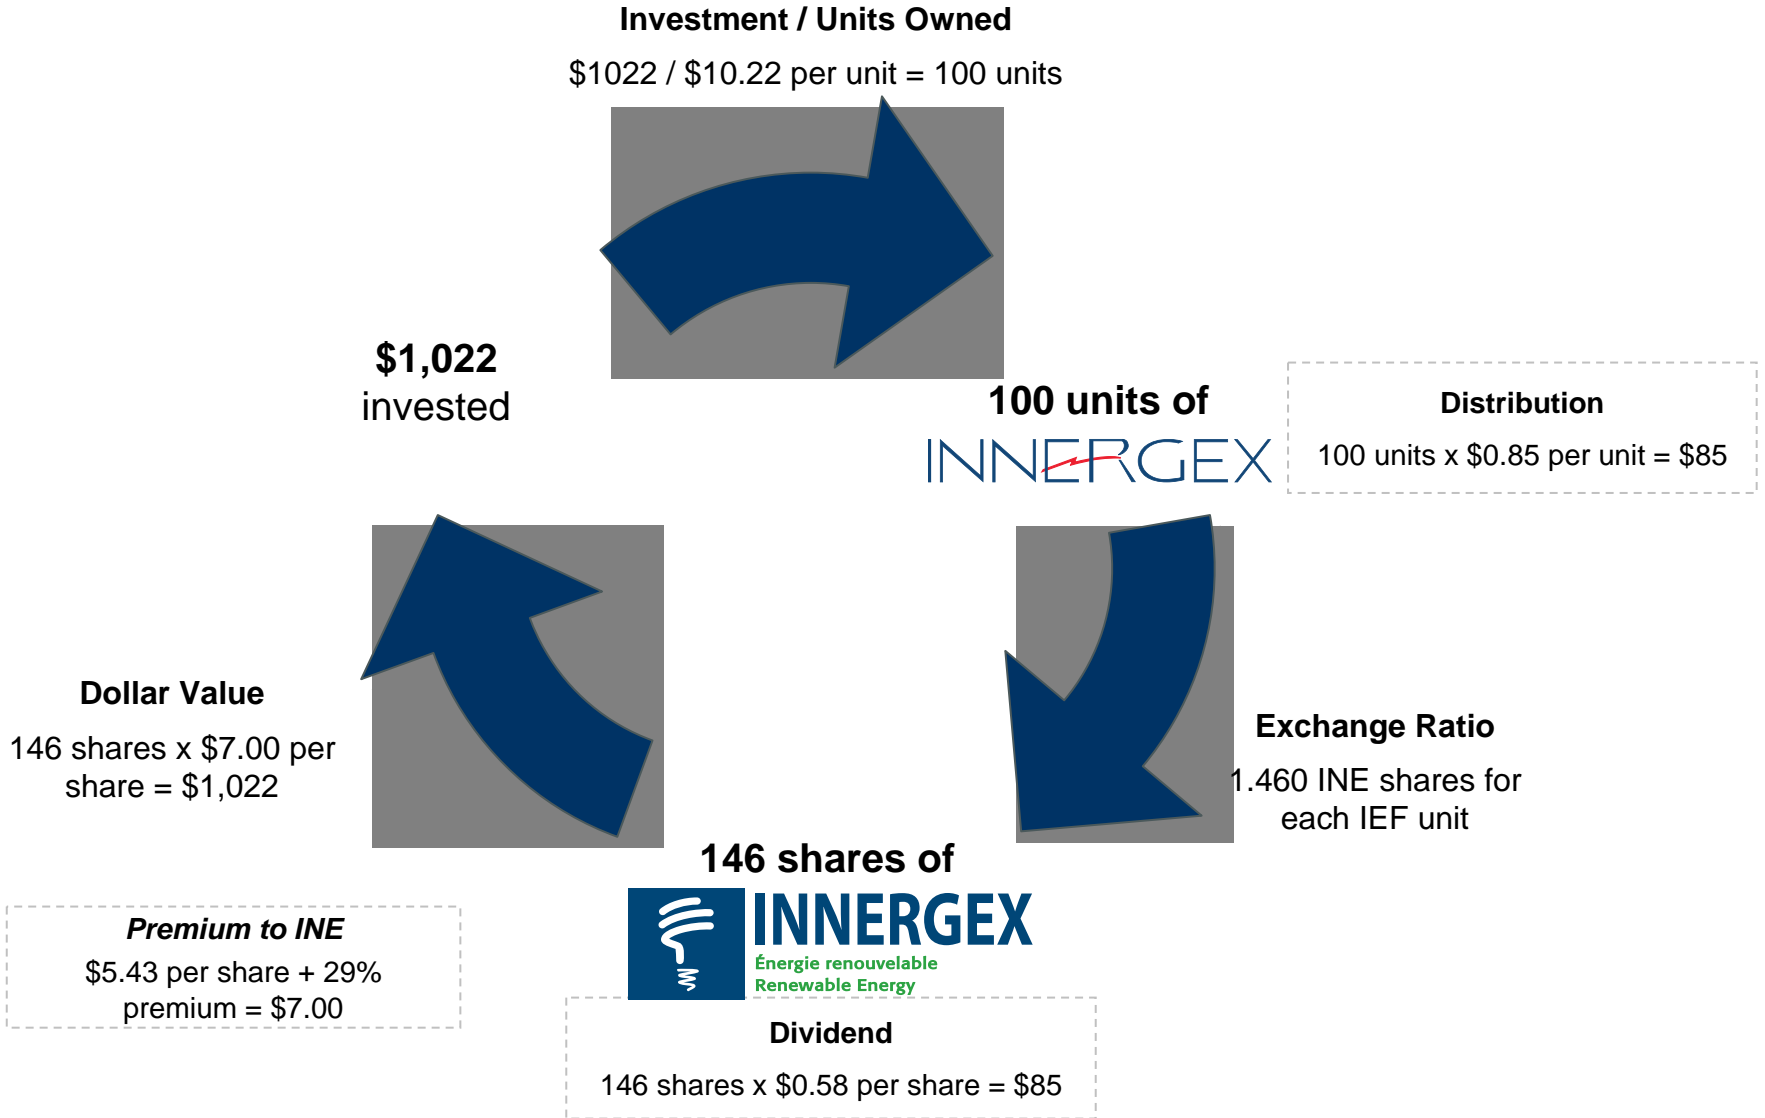 Investment / Units Owned
$1022 / $10.22 per unit = 100 units
$1,022
invested
100 units of
INNERGEX
Distribution
100 units x $0.85 per unit = $85
Exchange Ratio
1.460 INE shares for
each IEF unit
Dollar Value
146 shares x $7.00 per
share = $1,022
146 shares of
INNERGEX
Énergie renouvelable
Renewable Energy
Premium to INE
$5.43 per share + 29%
premium = $7.00
Dividend
146 shares x $0.58 per share = $85